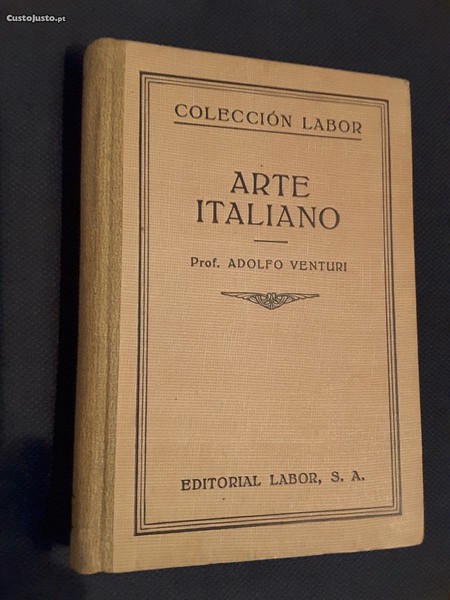 CustoJusto.pt
COLECCIÓN LABOR
ARTE
ITALIANO
Prof. ADOLFO VENTURI
EDITORIAL LABOR, S. A.